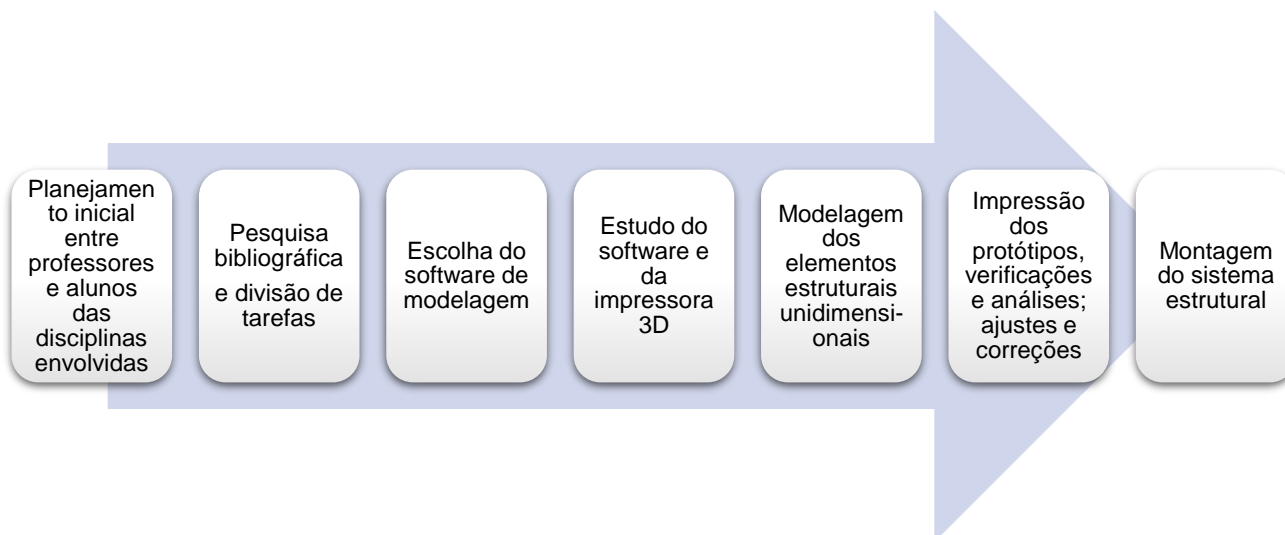 Planejamen
to inicial
entre
professores
e alunos
das
disciplinas
envolvidas
Pesquisa
bibliográfica
e divisão de
tarefas
Escolha do
software de
modelagem
Estudo do
software e
da
impressora
3D
Modelagem
dos
elementos
estruturais
unidimensi-
onais
Impressão
dos
protótipos,
verificações
e análises;
ajustes e
correções
Montagem
do sistema
estrutural